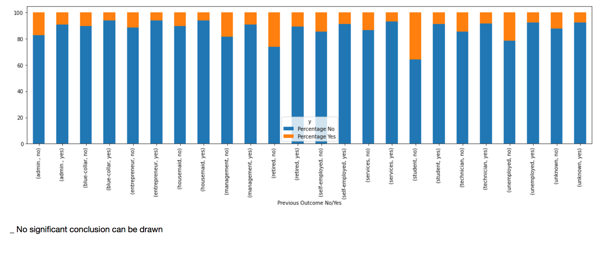 100
80
60
40
20
0
y
Percentage No
Percentage Yes
(admin., no)
(admin., yes)
(blue-collar, no)
(blue-collar, yes)
(entrepreneur, no)
(entrepreneur, yes)
(housemaid, no)
(housemaid, yes)
(management, no)
(management, yes)
(retired, no)
(retired, yes)
(self-employed, no)
(self-employed, yes)
(services, no)
(services, yes)
(student, no)
(student, yes)
(technician, no)
(technician, yes)
(unemployed, no)
(unemployed, yes)
(unknown, no)
(unknown, yes)
Previous Outcome No/Yes
_ No significant conclusion can be drawn